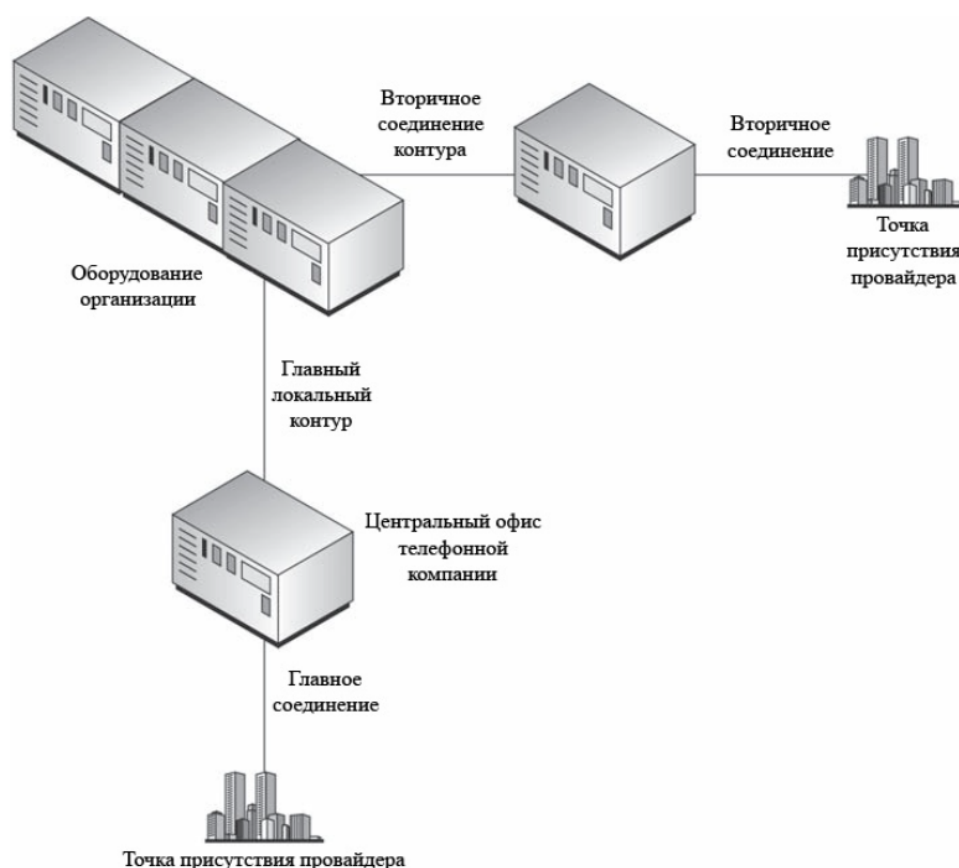 Вторичное
соединение
контура
Вторичное
соединение
Точка
присутствия
провайдера
Оборудование
организации
Главный
локальный
контур
Центральный офис
телефонной
компании
Главное
соединение
Точка присутствия провайдера